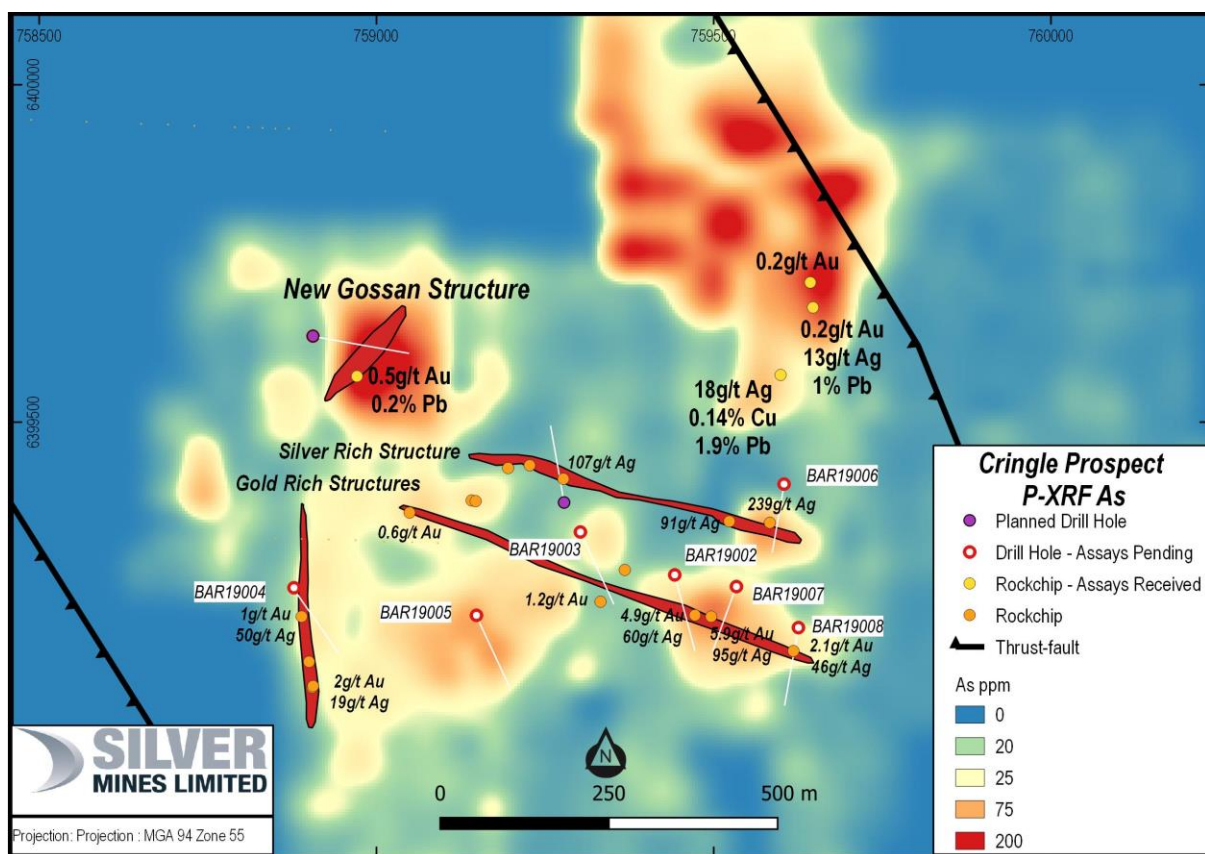 758500
759000
759500
760000
6400000
6399500
0.2g/t Au
New Gossan Structure
0.2g/t Au
13g/t Ag
1% Pb
0.5g/t Au
0.2% Pb
18g/t Ag
0.14% Cu
1.9% Pb
Silver Rich Structure
107g/t Ag
Gold Rich Structures
BAR19006
239g/t Ag
91g/t Ag
0.6g/t Au
BAR19003
BAR19002
BAR19004
BAR19007
1.2g/t Au
BAR19005
1g/t Au
50g/t Ag
4.9g/t Au
60g/t Ag
5.9g/t Au
95g/t Ag
BAR19008
2.1g/t Au
46g/t Ag
2g/t Au
19g/t Ag
Cringle Prospect
P-XRF As
Planned Drill Hole
Drill Hole - Assays Pending
Rockchip - Assays Received
Rockchip
Thrust-fault
As ppm
0
20
25
75
200
SILVER
MINES LIMITED
Projection: Projection : MGA 94 Zone 55
N
0 250 500 m